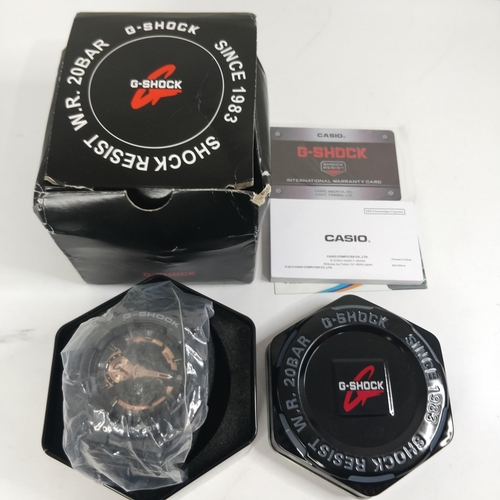 G-SHOCK
SINCE 1983
SHOCK RESIST W.R. 20BAR
G-SHOCK
CASIO.
G-SHOCK
INTERNATIONAL WARRANTY CARD
CASIO.
G-SHOCK
G-SHOCK
SINCE 1983
SHOCK RESIST W.R. 20BAR
G-SHOCK